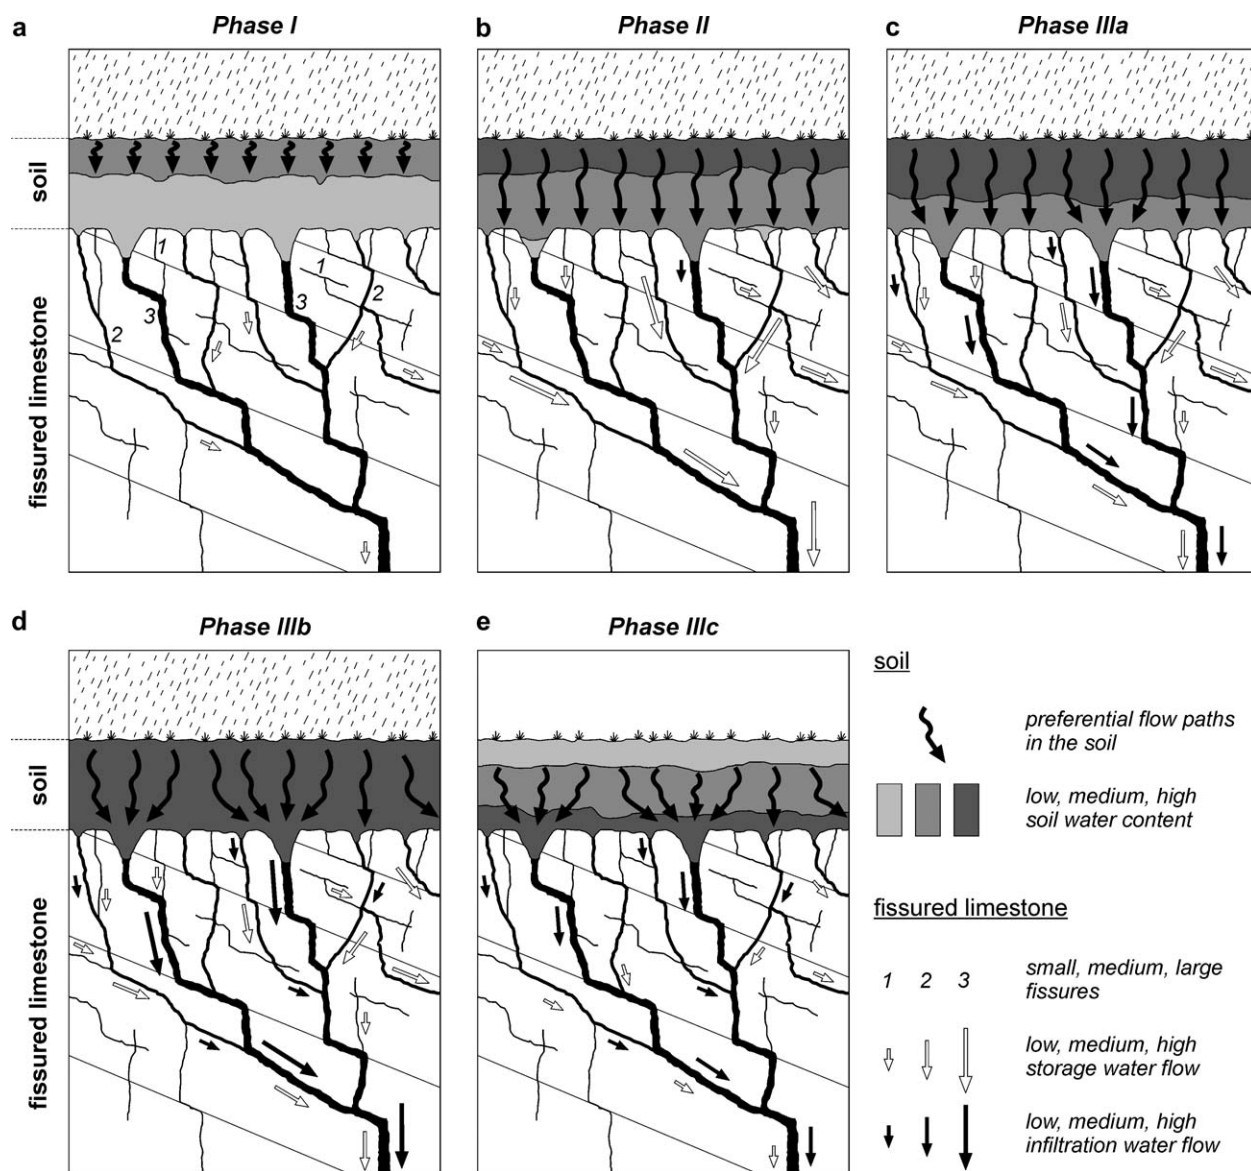 a
Phase I
b
Phase II
c
Phase IIIa
soil
fissured limestone
1
1
2
3
3
2
d
Phase IIIb
e
Phase IIIc
soil
fissured limestone
soil
preferential flow paths
in the soil
low, medium, high
soil water content
fissured limestone
1 2 3
small, medium, large
fissures
low, medium, high
storage water flow
low, medium, high
infiltration water flow